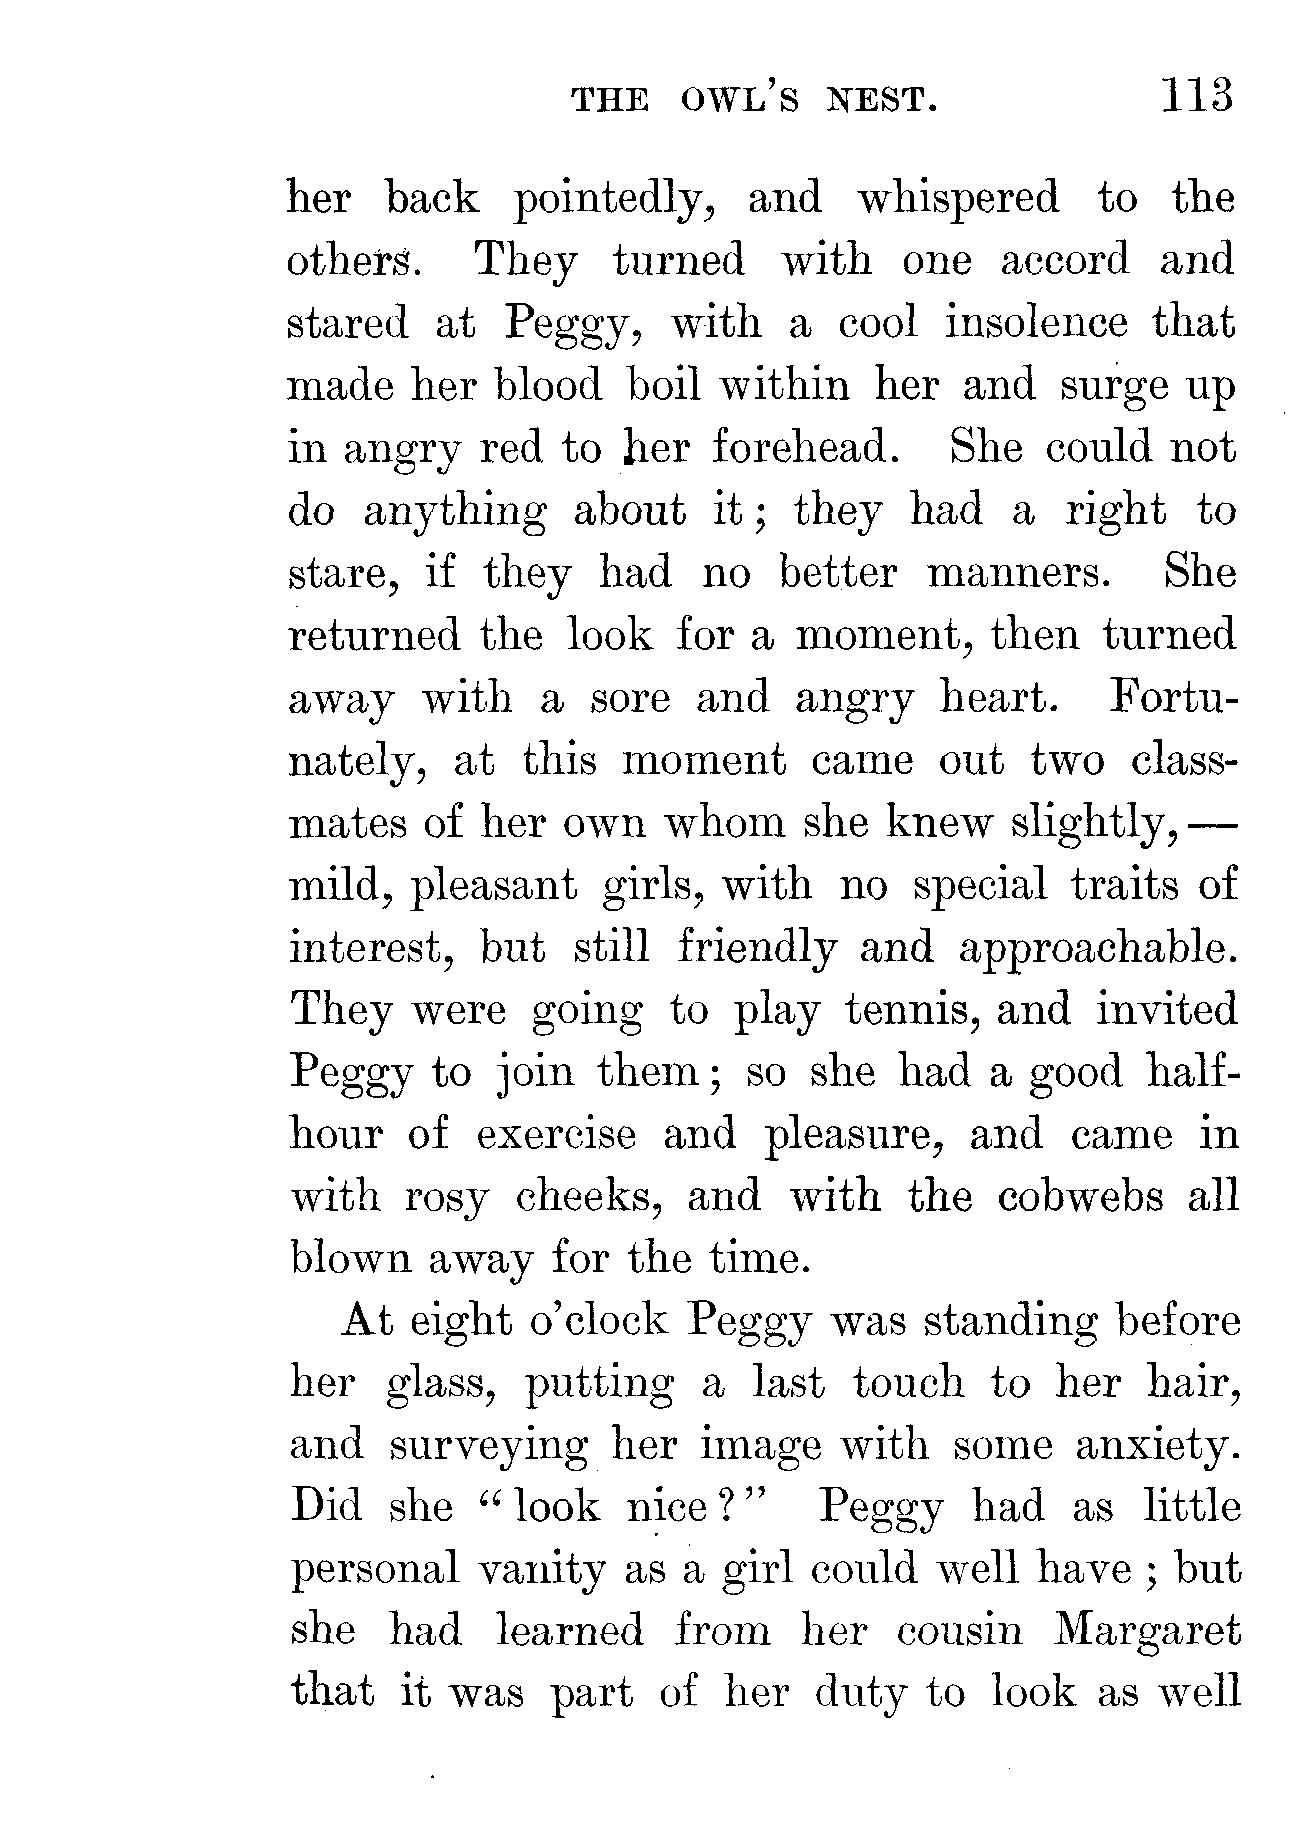 THE OWL'S NEST. 113
her back pointedly, and whispered to the
others. They turned with one accord and
stared at Peggy, with a cool insolence that
made her blood boil within her and surge up
in angry red to her forehead. She could not
do anything about it; they had a right to
stare, if they had no better manners. She
returned the look for a moment, then turned
away with a sore and angry heart. Fortu-
nately, at this moment came out two class-
mates of her own whom she knew slightly,—
mild, pleasant girls, with no special traits of
interest, but still friendly and approachable.
They were going to play tennis, and invited
Peggy to join them; so she had a good half-
hour of exercise and pleasure, and came in
with rosy cheeks, and with the cobwebs all
blown away for the time.
At eight o'clock Peggy was standing before
her glass, putting a last touch to her hair,
and surveying her image with some anxiety.
Did she "look nice?" Peggy had as little
personal vanity as a girl could well have; but
she had learned from her cousin Margaret
that it was part of her duty to look as well